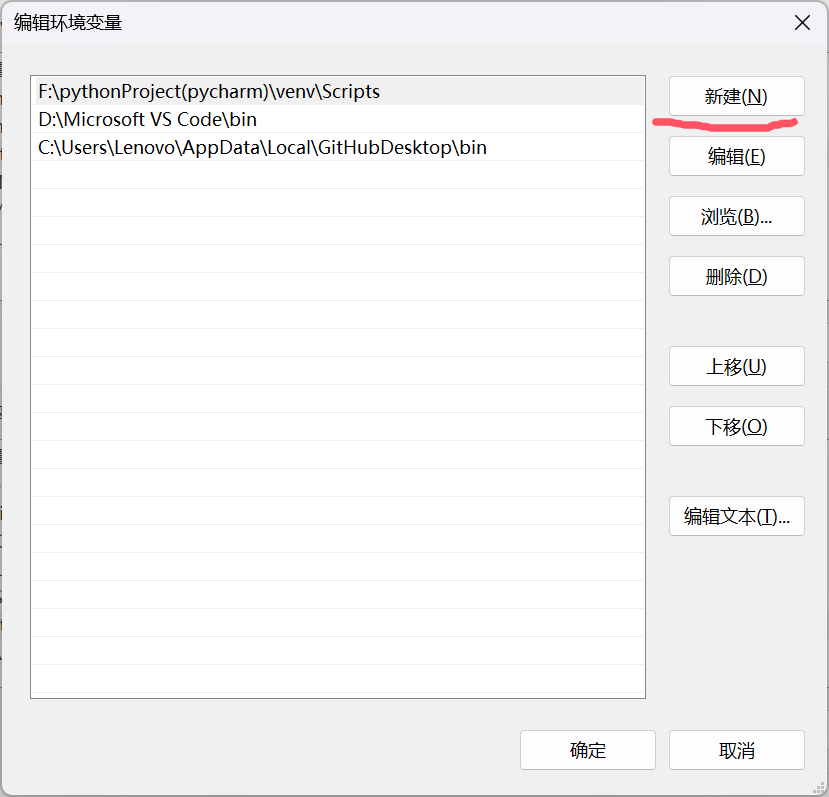 编辑环境变量
F:\pythonProject(pycharm)\venv\Scripts
D:\Microsoft VS Code\bin
C:\Users\Lenovo\AppData\Local\GitHubDesktop\bin
新建(N)
编辑(E)
浏览(B)...
删除(D)
上移(U)
下移(O)
编辑文本(T)...
确定
取消